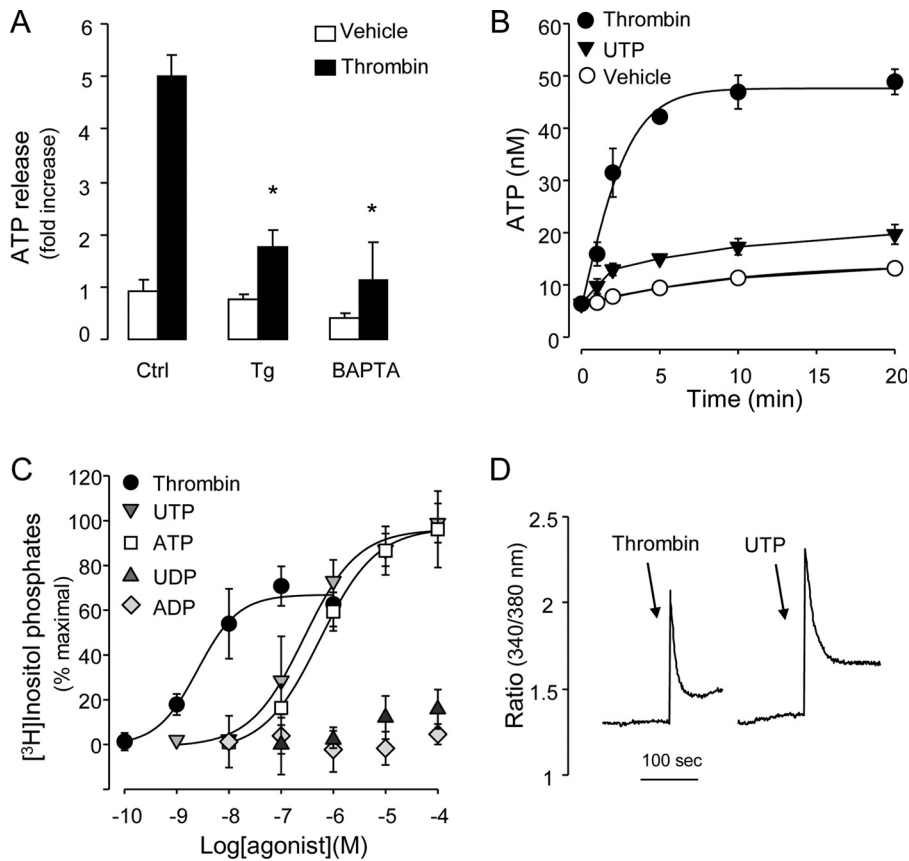 A
Vehicle
Thrombin
ATP release
(fold increase)
6
5
4
3
2
1
0
*
*
Ctrl
Tg
BAPTA
B
Thrombin
UTP
Vehicle
ATP (nM)
60
50
40
30
20
10
0
0
5
10
15
20
Time (min)
C
Thrombin
UTP
ATP
UDP
ADP
[³H]Inositol phosphates
(% maximal)
120
100
80
60
40
20
0
-10
-9
-8
-7
-6
-5
-4
Log[agonist](M)
D
Ratio (340/380 nm)
2.5
2
1.5
1
Thrombin
UTP
100 sec